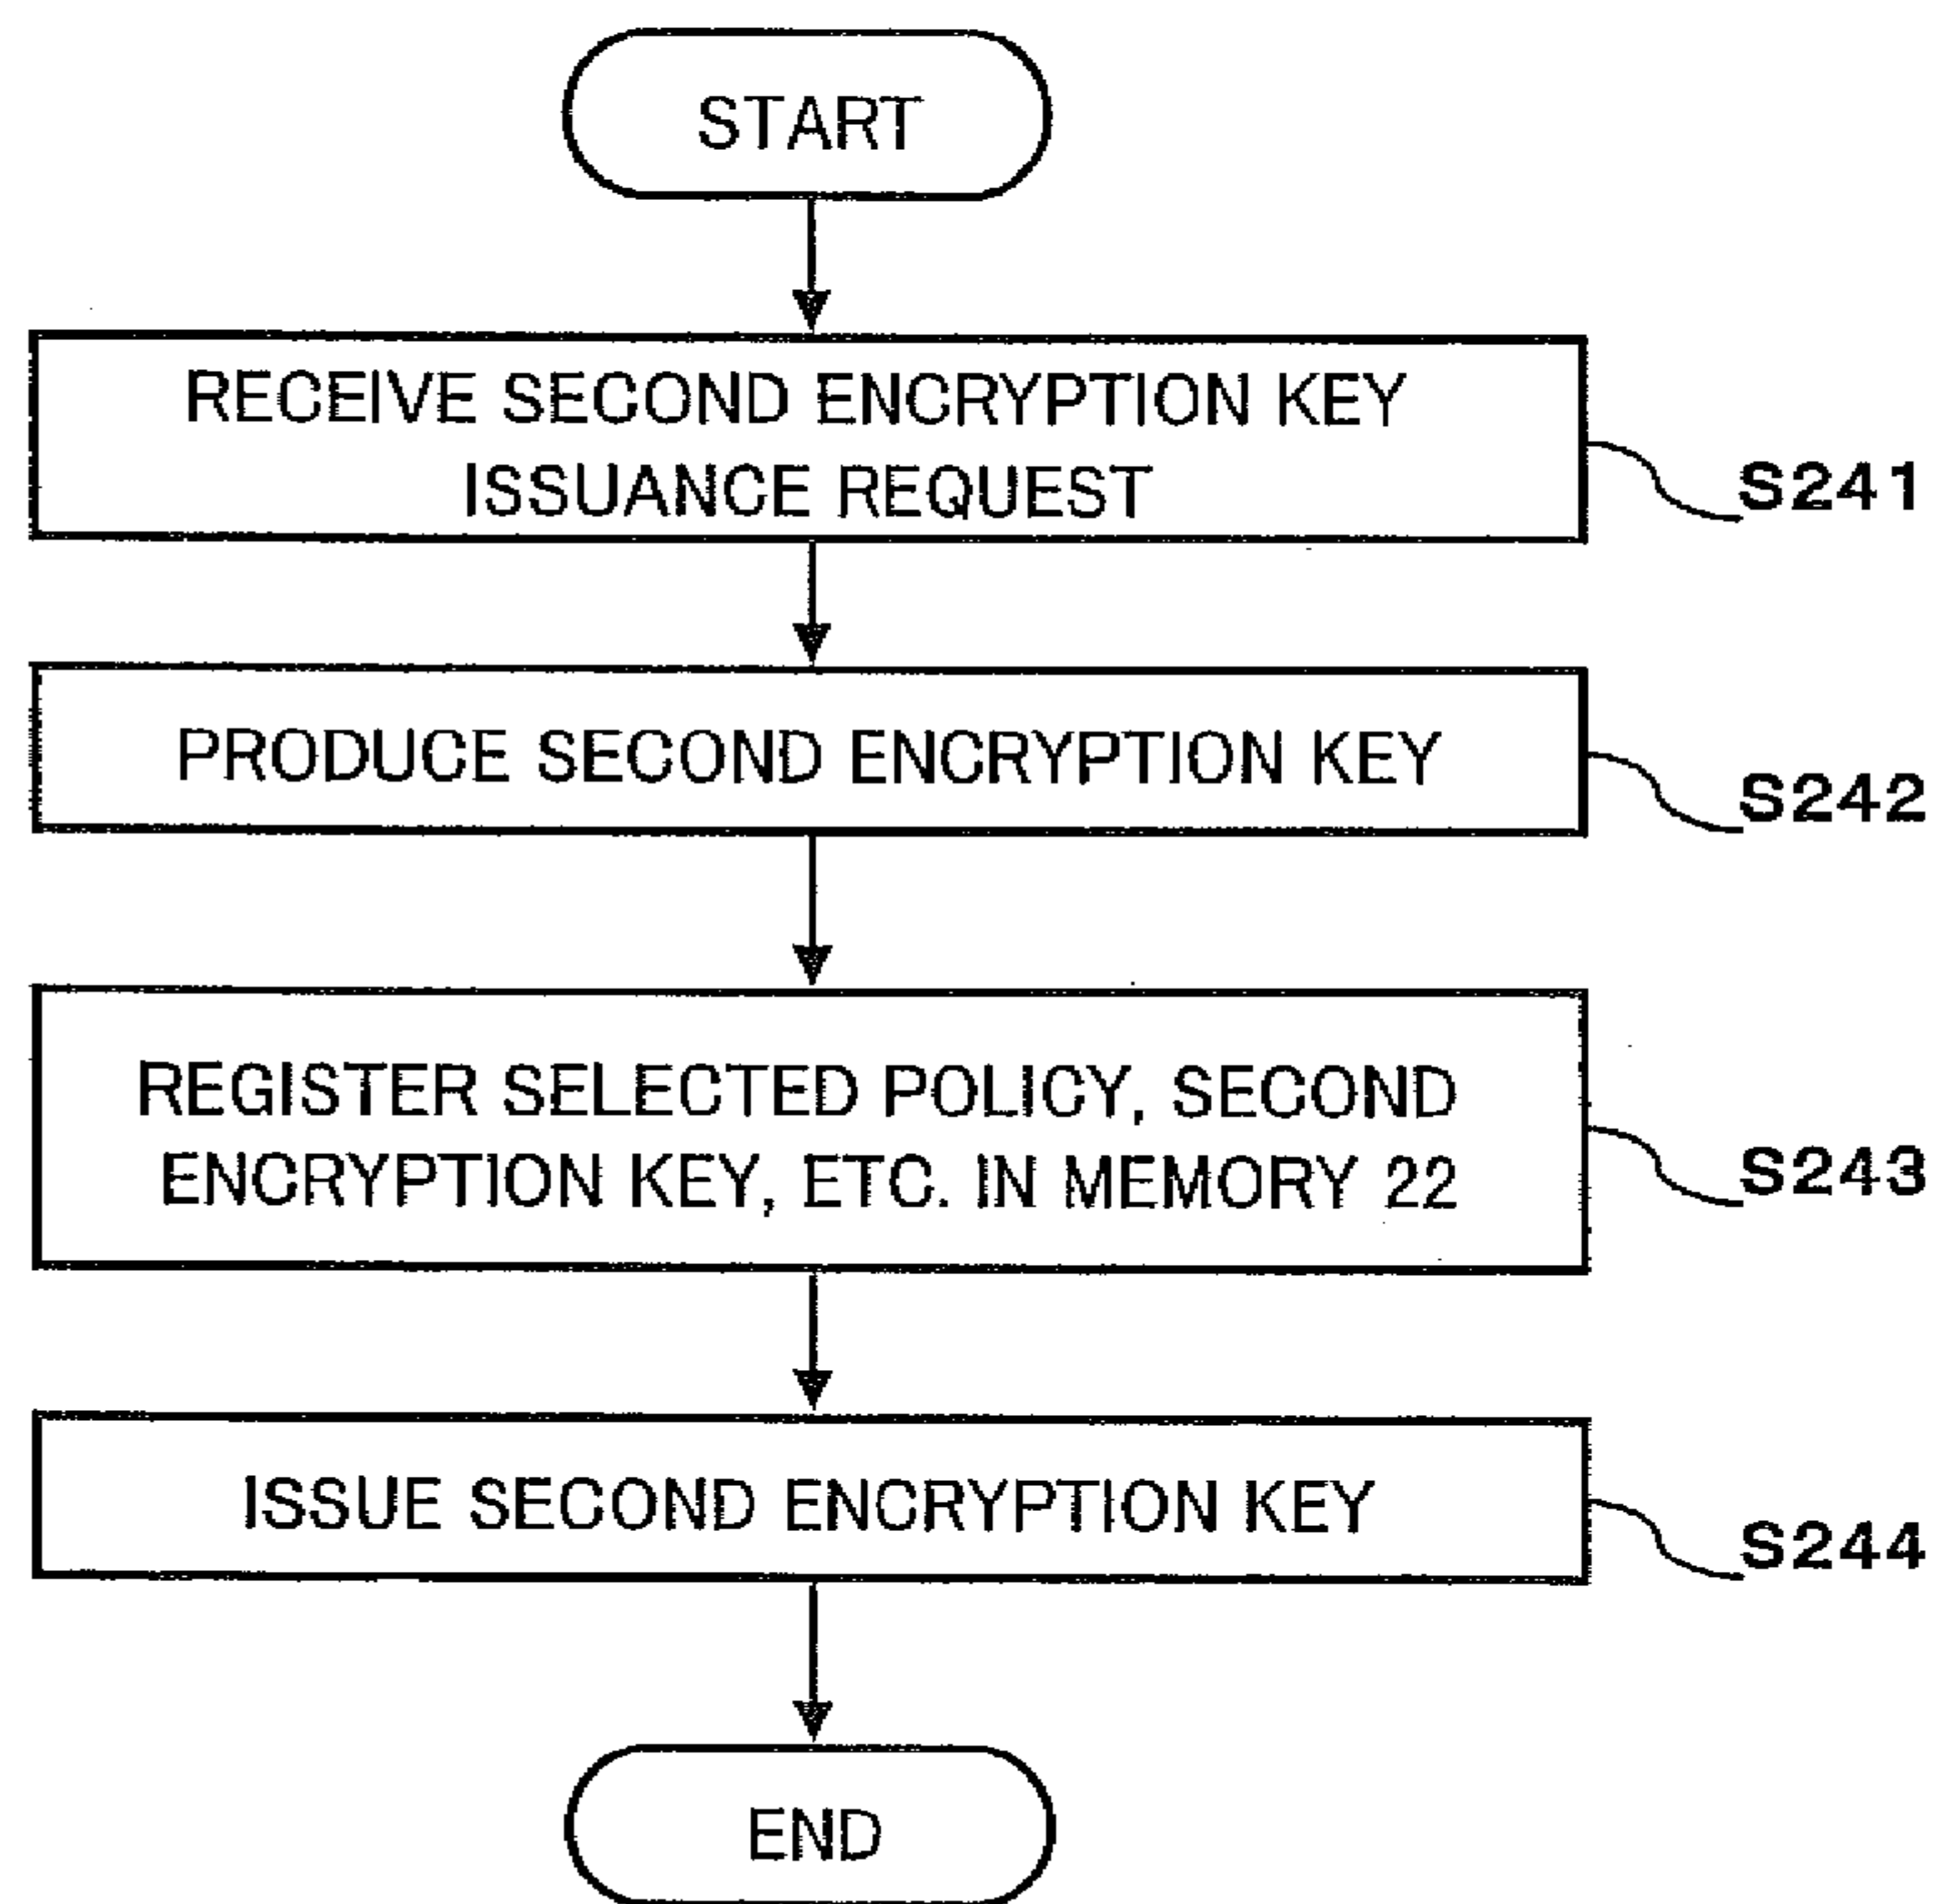 START
RECEIVE SECOND ENCRYPTION KEY
ISSUANCE REQUEST
S241
PRODUCE SECOND ENCRYPTION KEY
S242
REGISTER SELECTED POLICY, SECOND
ENCRYPTION KEY, ETC. IN MEMORY 22
S243
ISSUE SECOND ENCRYPTION KEY
S244
END